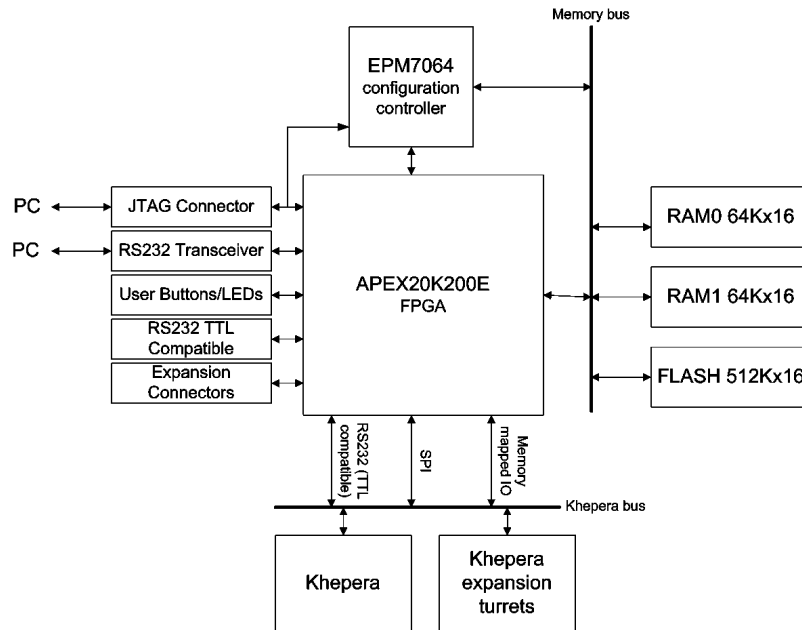 Memory bus
EPM7064
configuration
controller
PC
JTAG Connector
PC
RS232 Transceiver
User Buttons/LEDs
RS232 TTL
Compatible
Expansion
Connectors
APEX20K200E
FPGA
RAM0 64Kx16
RAM1 64Kx16
FLASH 512Kx16
RS232 (TTL
compatible)
SPI
Memory
mapped IO
Khepera bus
Khepera
Khepera
expansion
turrets